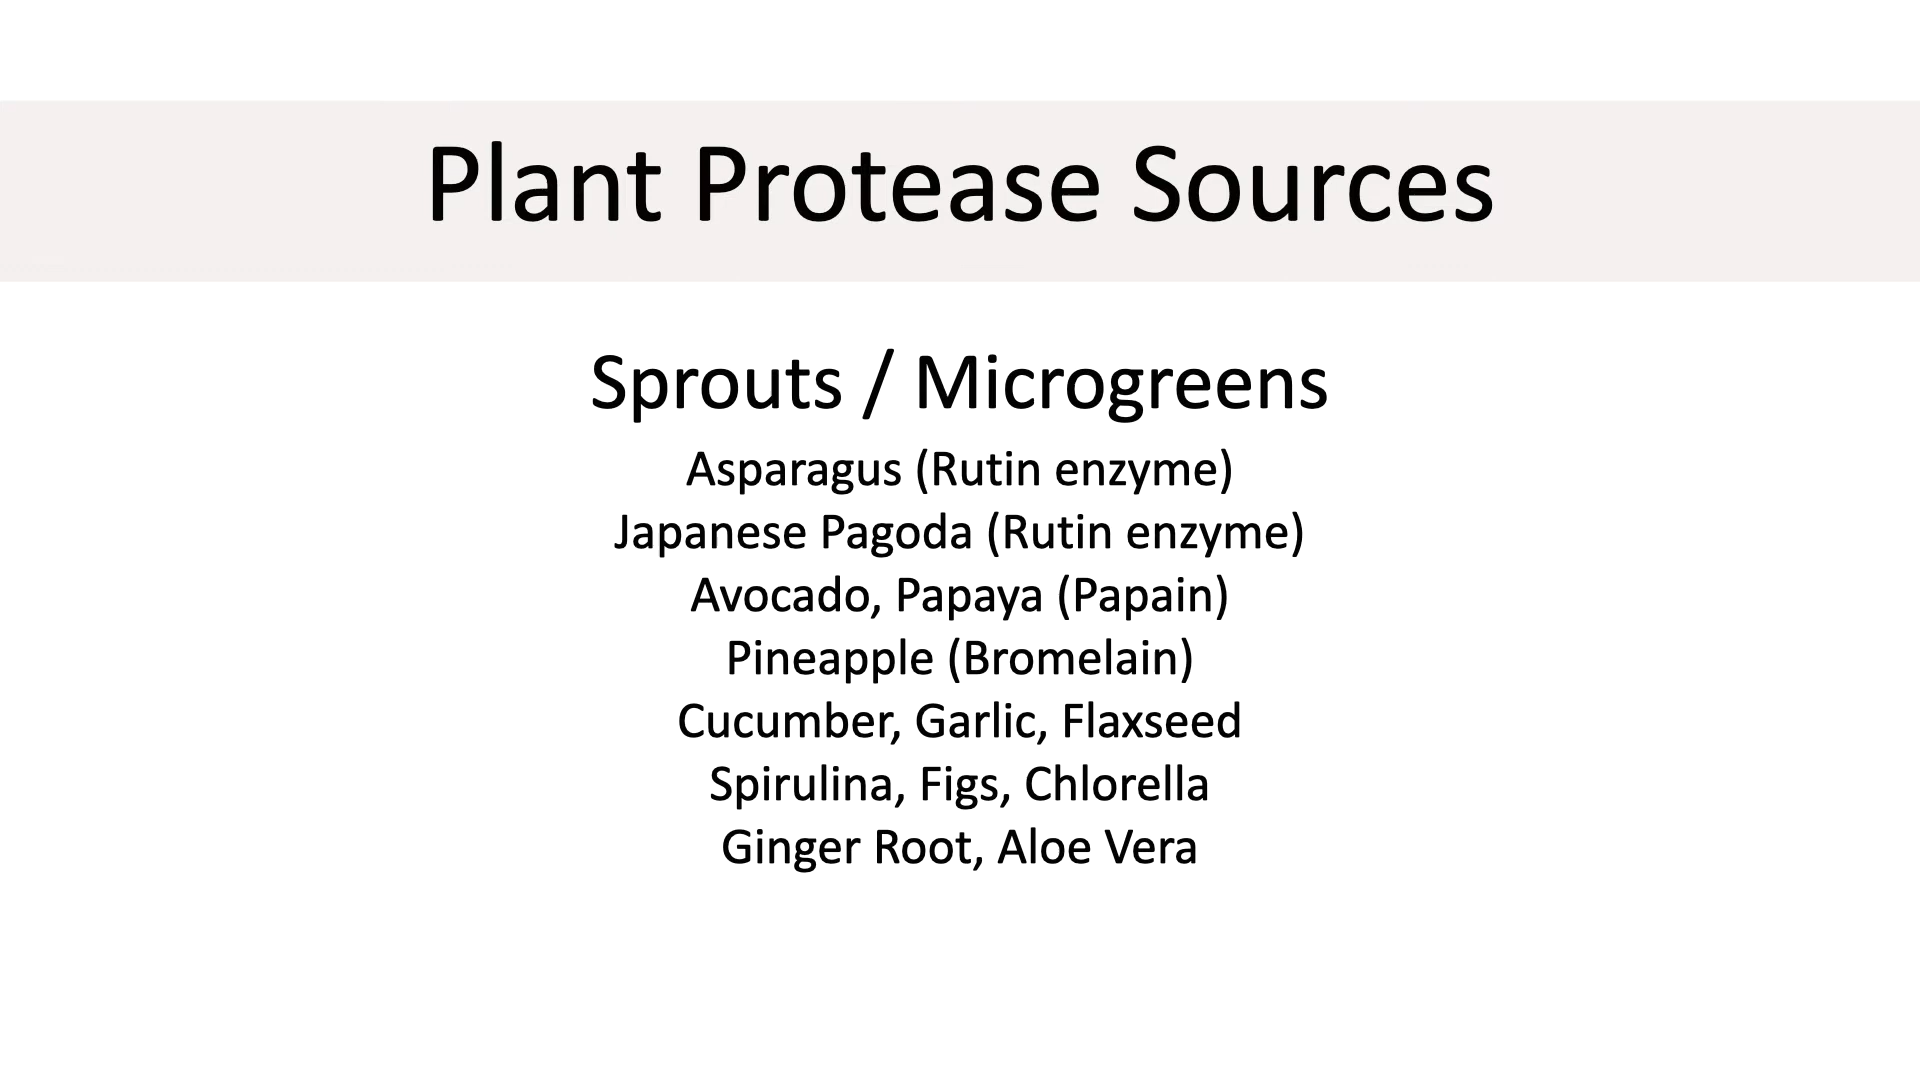 Plant Protease Sources
Sprouts / Microgreens
Asparagus (Rutin enzyme)
Japanese Pagoda (Rutin enzyme)
Avocado, Papaya (Papain)
Pineapple (Bromelain)
Cucumber, Garlic, Flaxseed
Spirulina, Figs, Chlorella
Ginger Root, Aloe Vera